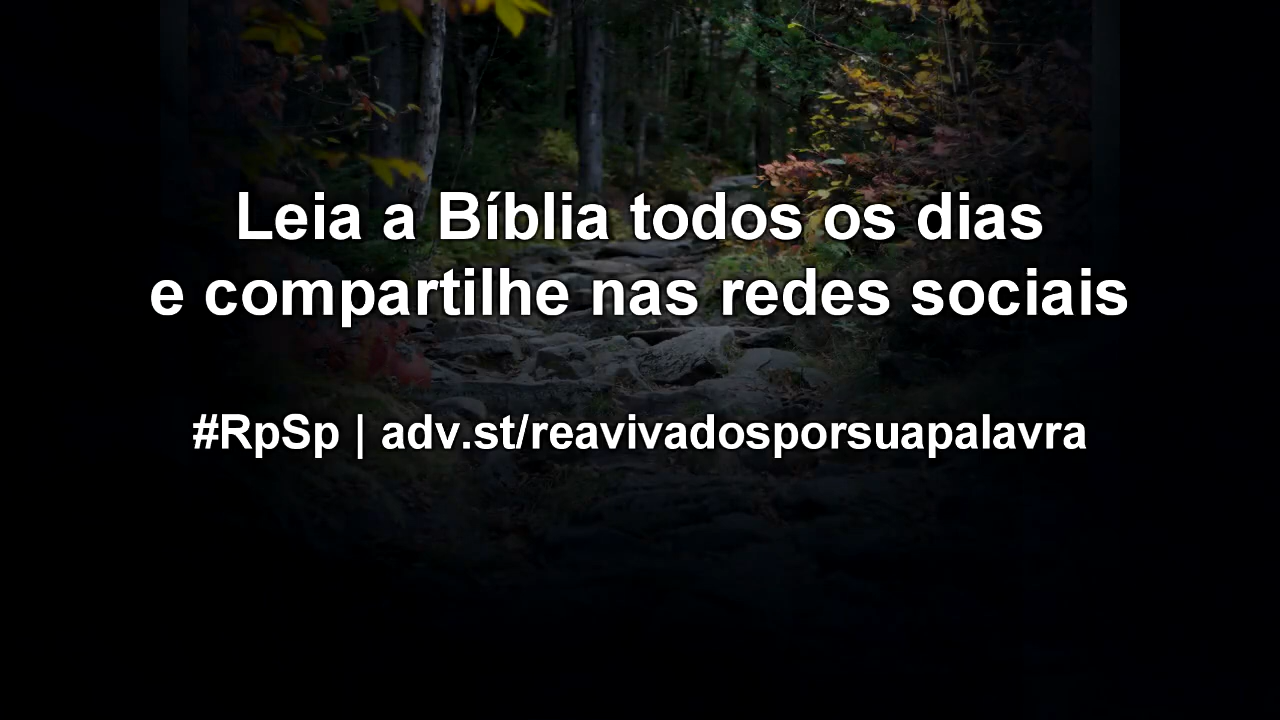 Leia a Bíblia todos os dias
e compartilhe nas redes sociais
#RpSp | adv.st/reavivadosporsuapalavra